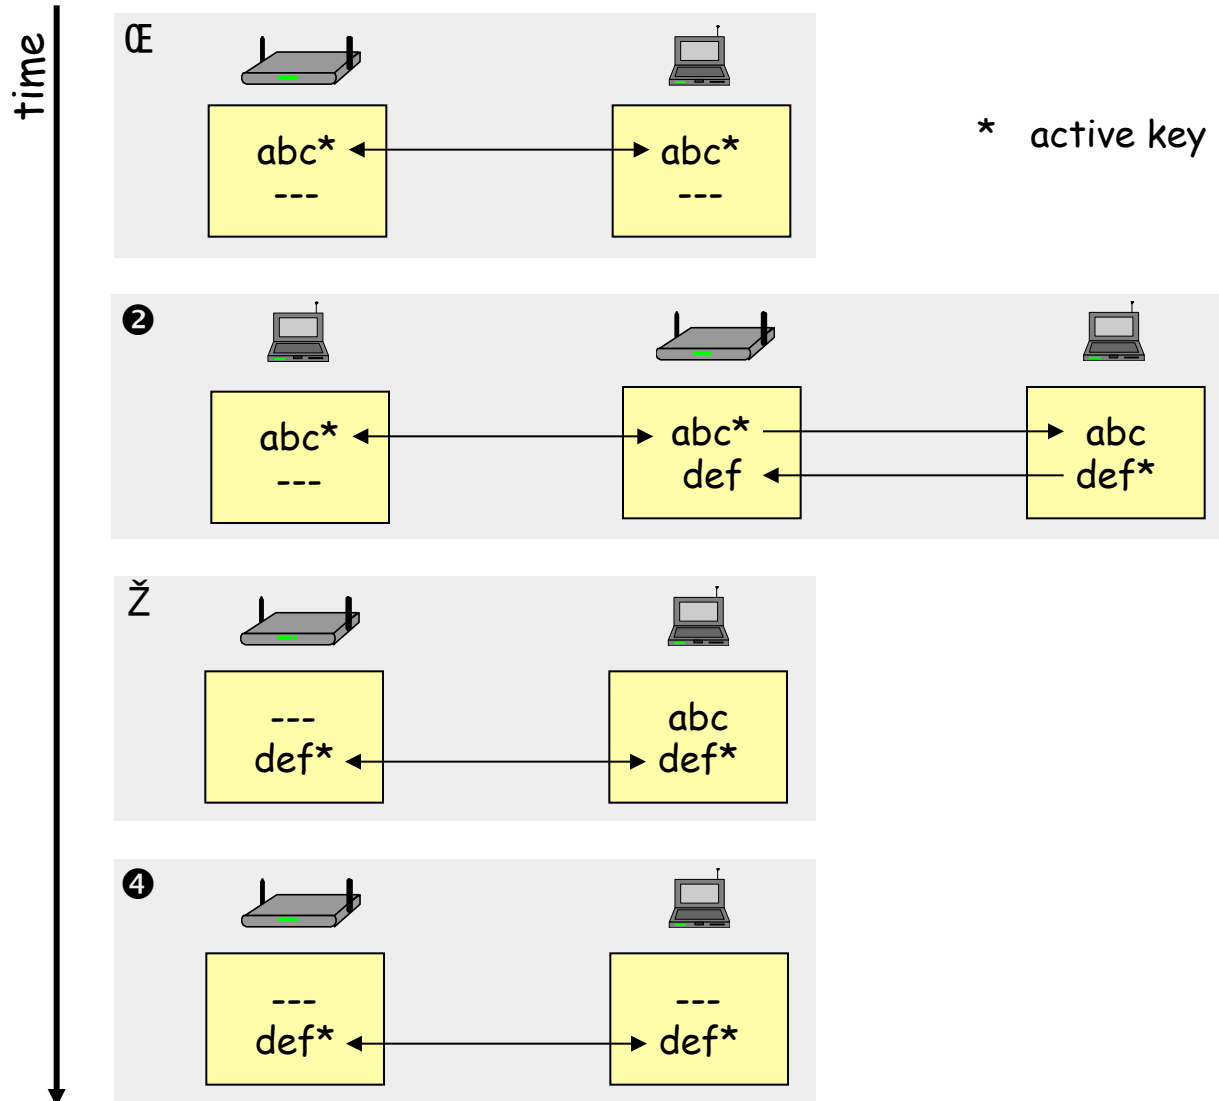 time
Œ
abc* abc*
--- ---
* active key
❷
abc* abc* abc
--- def def*
Ž
--- abc
def* def*
❹
--- ---
def* def*